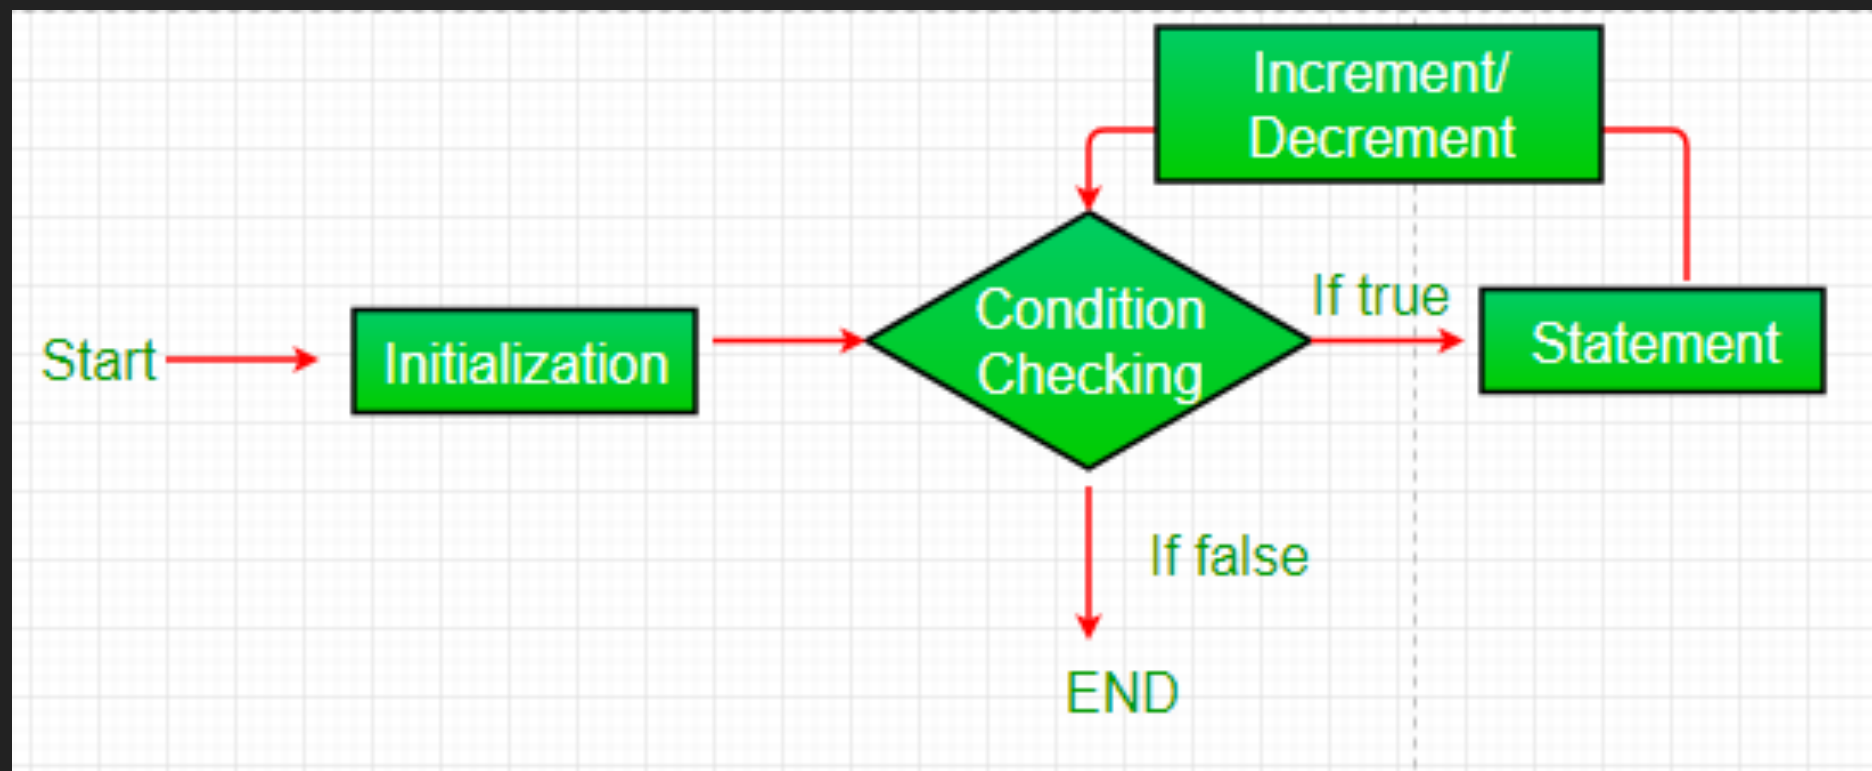 Start
Initialization
Condition
Checking
If true
Statement
Increment/
Decrement
If false
END